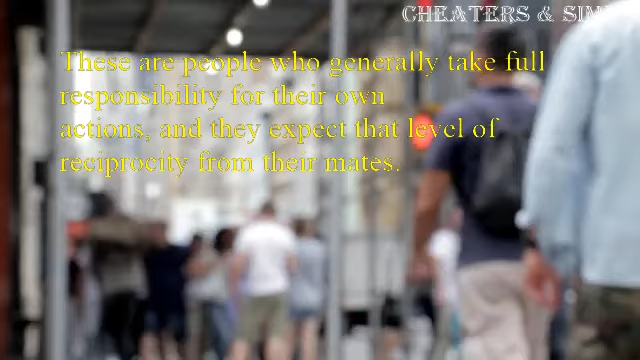 CHEATERS & SIM
These are people who generally take full
responsibility for their own
actions, and they expect that level of
reciprocity from their mates.